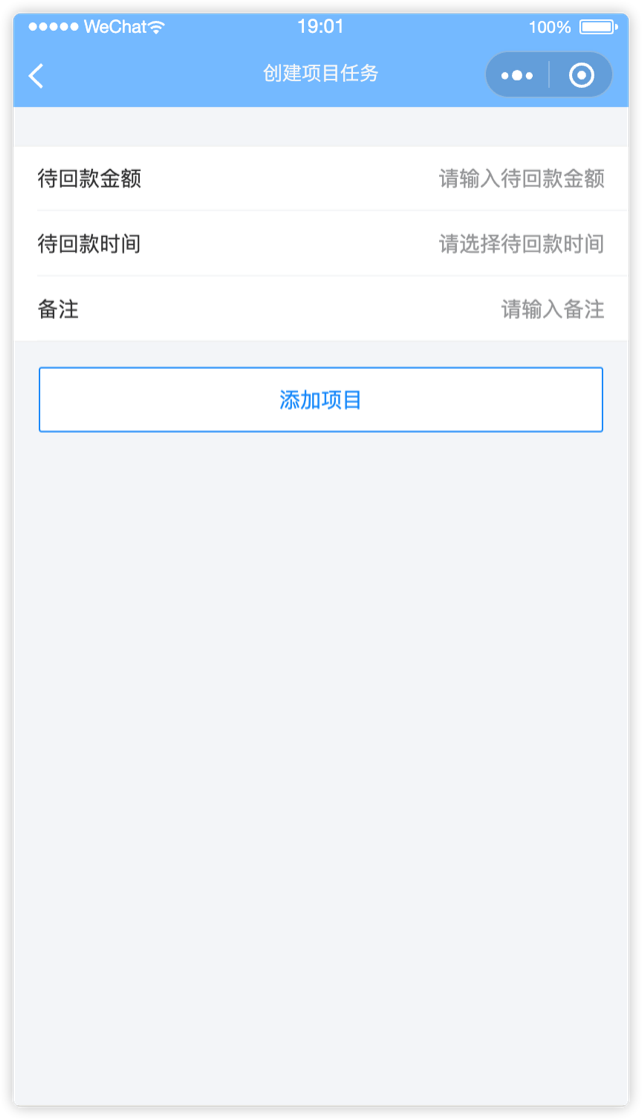 WeChat 19:01 100%
创建项目任务
待回款金额 请输入待回款金额
待回款时间 请选择待回款时间
备注 请输入备注
添加项目